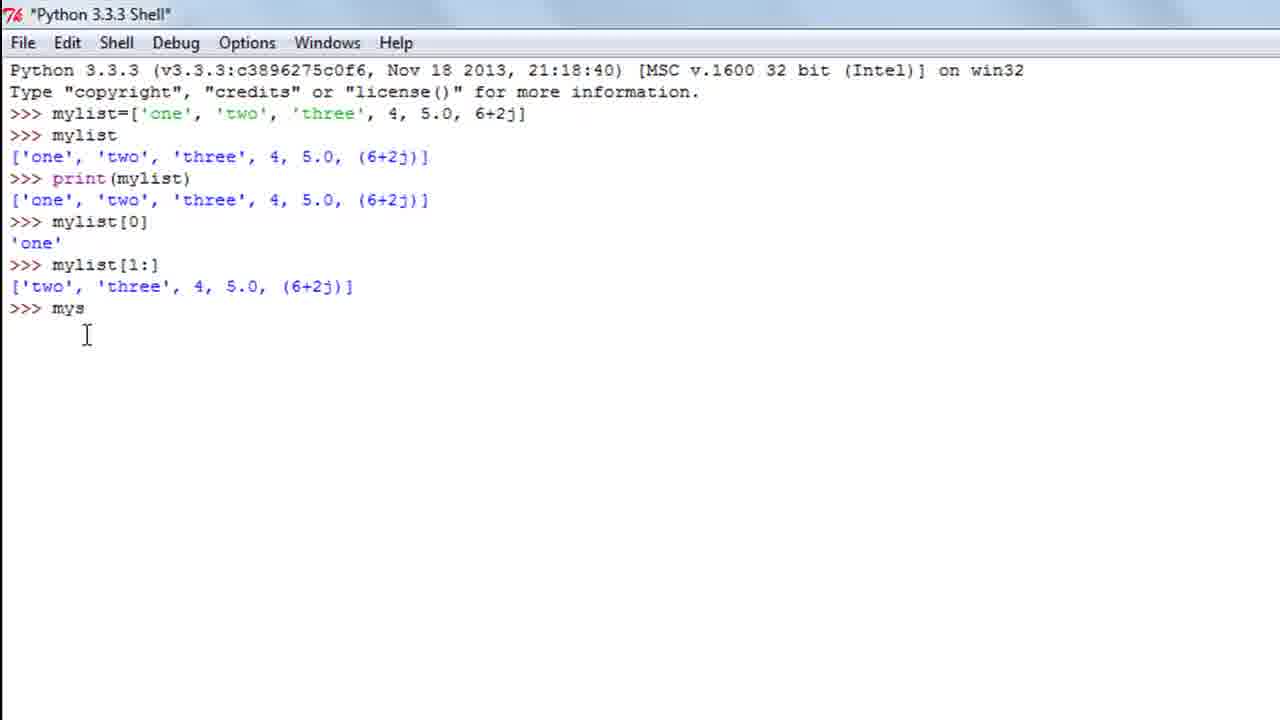 *Python 3.3.3 Shell*
File Edit Shell Debug Options Windows Help
Python 3.3.3 (v3.3.3:c3896275c0f6, Nov 18 2013, 21:18:40) [MSC v.1600 32 bit (Intel)] on win32
Type "copyright", "credits" or "license()" for more information.
>>> mylist=['one', 'two', 'three', 4, 5.0, 6+2j]
>>> mylist
['one', 'two', 'three', 4, 5.0, (6+2j)]
>>> print(mylist)
['one', 'two', 'three', 4, 5.0, (6+2j)]
>>> mylist[0]
'one'
>>> mylist[1:]
['two', 'three', 4, 5.0, (6+2j)]
>>> mys